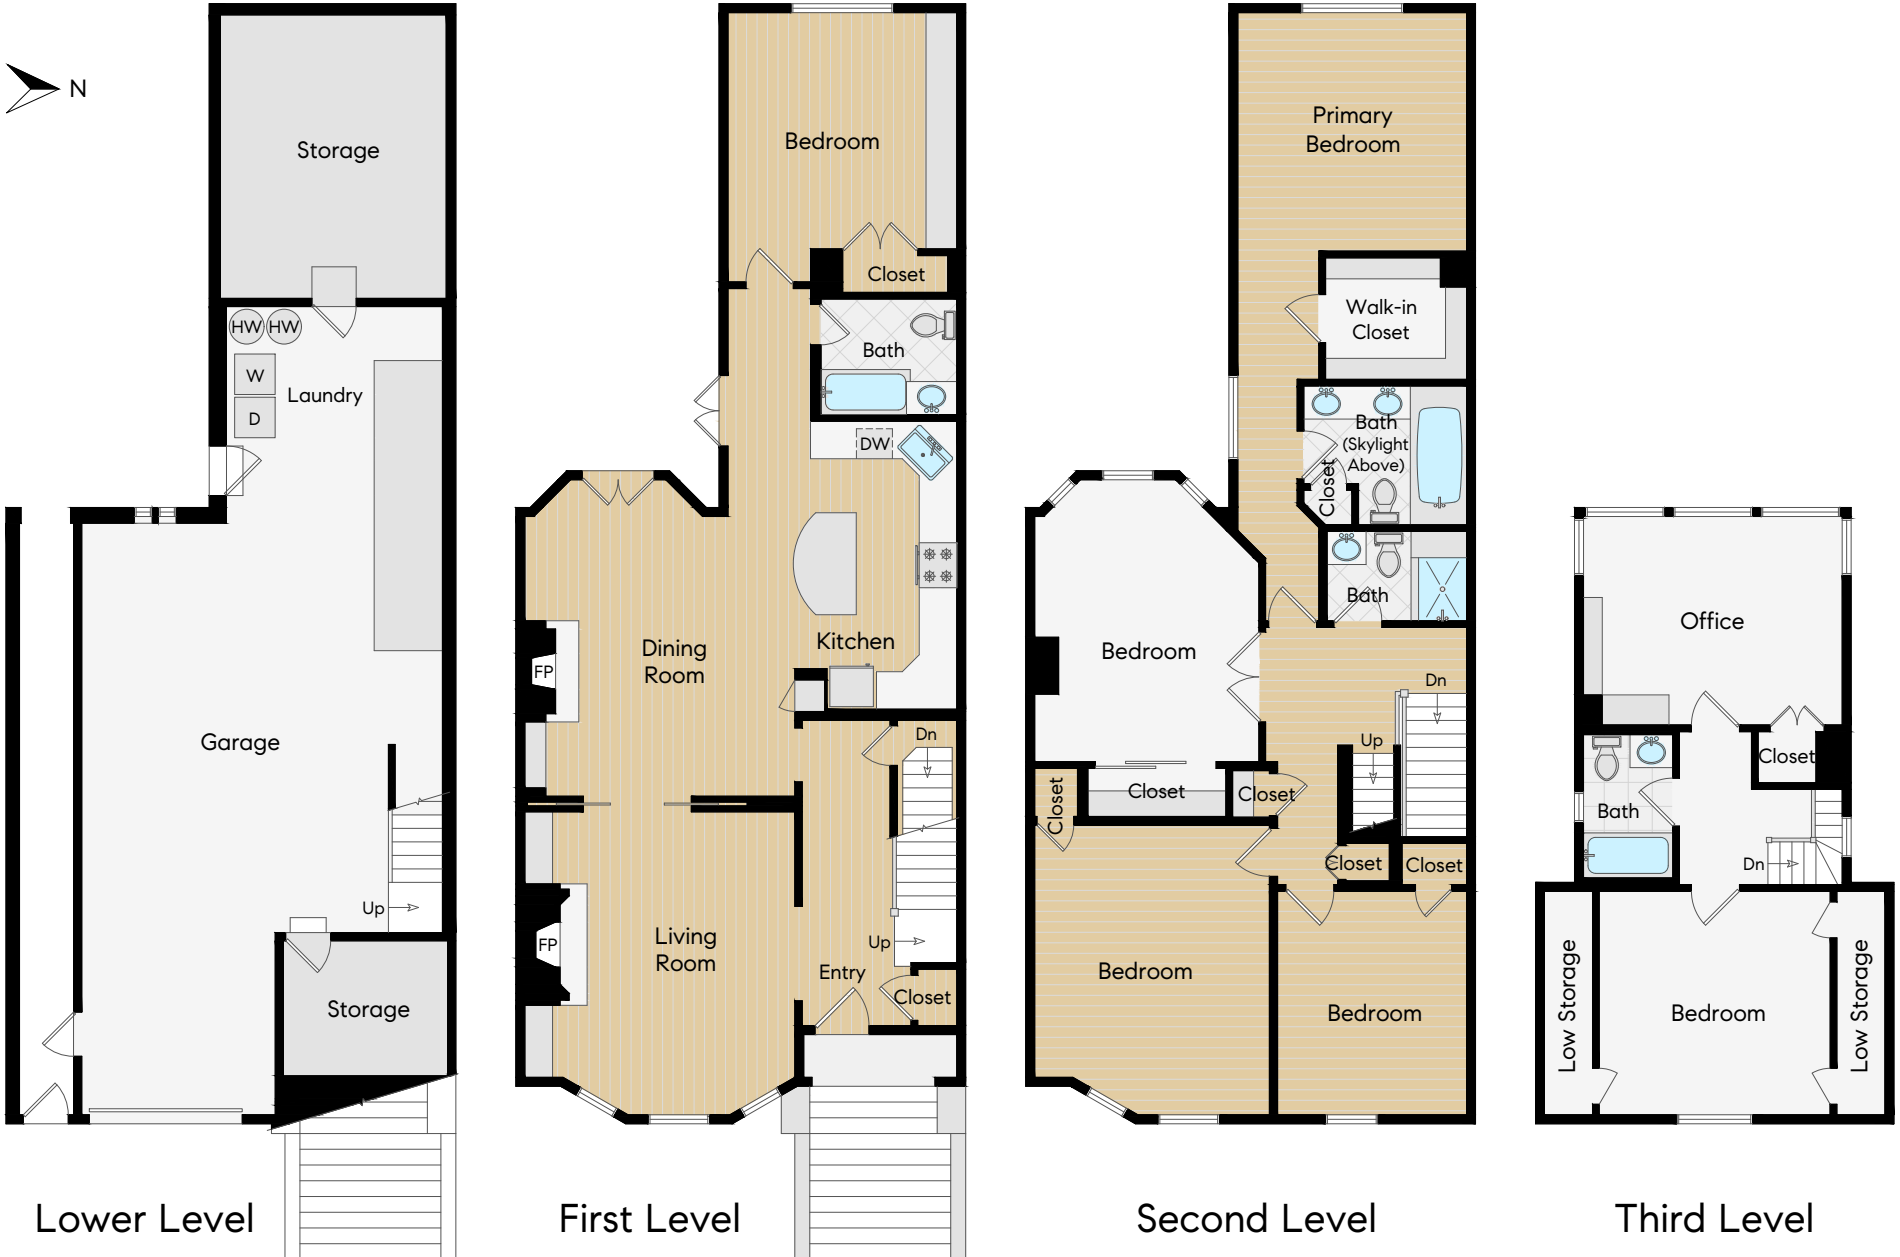 N
Storage
HW HW
W
D
Laundry
Garage
Up
Storage
Lower Level
Bedroom
Closet
Bath
DW
Kitchen
Dining
Room
FP
Dn
Living
Room
FP
Up
Entry
Closet
First Level
Primary
Bedroom
Walk-in
Closet
Bath
(Skylight
Above)
Closet
Bath
Bedroom
Dn
Up
Closet
Closet
Closet
Closet
Closet
Bedroom
Bedroom
Second Level
Office
Closet
Bath
Dn
Low Storage
Bedroom
Low Storage
Third Level